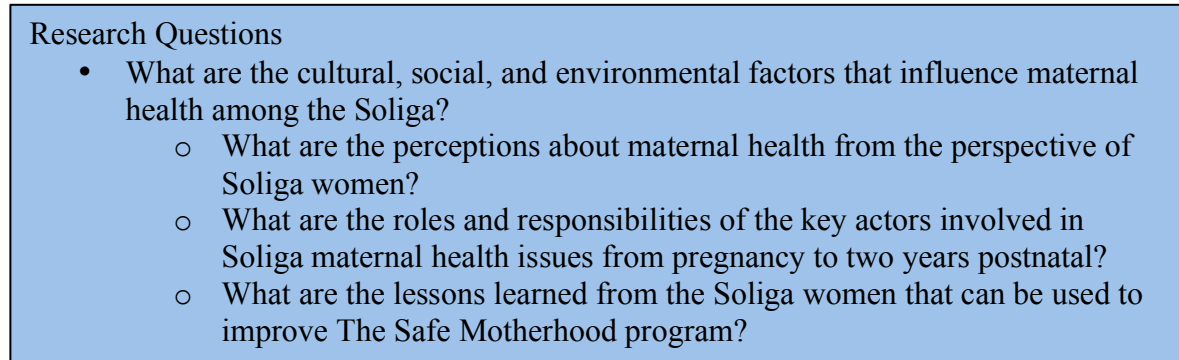 Research Questions
• What are the cultural, social, and environmental factors that influence maternal
health among the Soliga?
o What are the perceptions about maternal health from the perspective of
Soliga women?
o What are the roles and responsibilities of the key actors involved in
Soliga maternal health issues from pregnancy to two years postnatal?
o What are the lessons learned from the Soliga women that can be used to
improve The Safe Motherhood program?